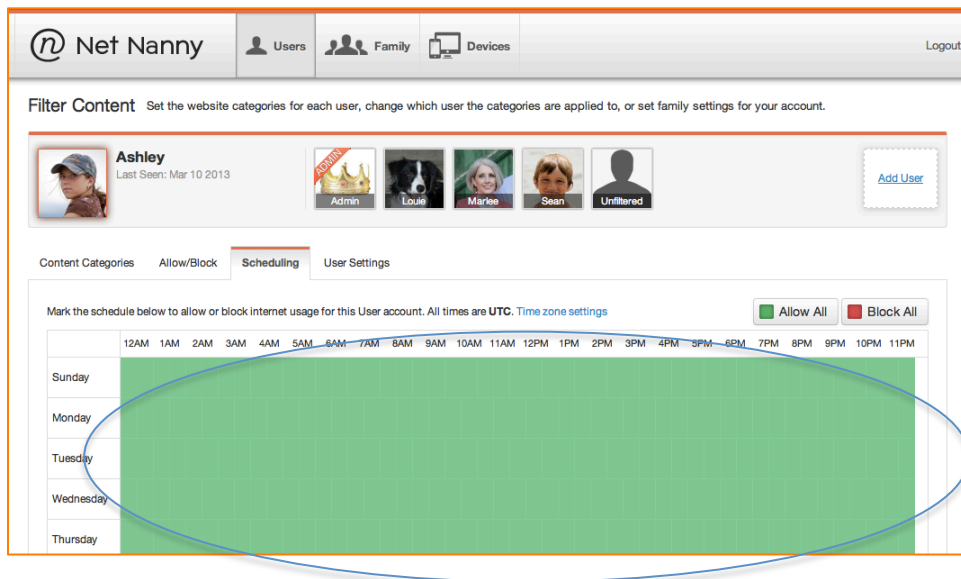 Net Nanny
Users
Family
Devices
Logout
Filter Content Set the website categories for each user, change which user the categories are applied to, or set family settings for your account.
Ashley
Last Seen: Mar 10 2013
ADMIN
Admin
Louie
Marlee
Sean
Unfiltered
Add User
Content Categories
Allow/Block
Scheduling
User Settings
Mark the schedule below to allow or block internet usage for this User account. All times are UTC. Time zone settings
Allow All
Block All
12AM 1AM 2AM 3AM 4AM 5AM 6AM 7AM 8AM 9AM 10AM 11AM 12PM 1PM 2PM 3PM 4PM 5PM 6PM 7PM 8PM 9PM 10PM 11PM
Sunday
Monday
Tuesday
Wednesday
Thursday